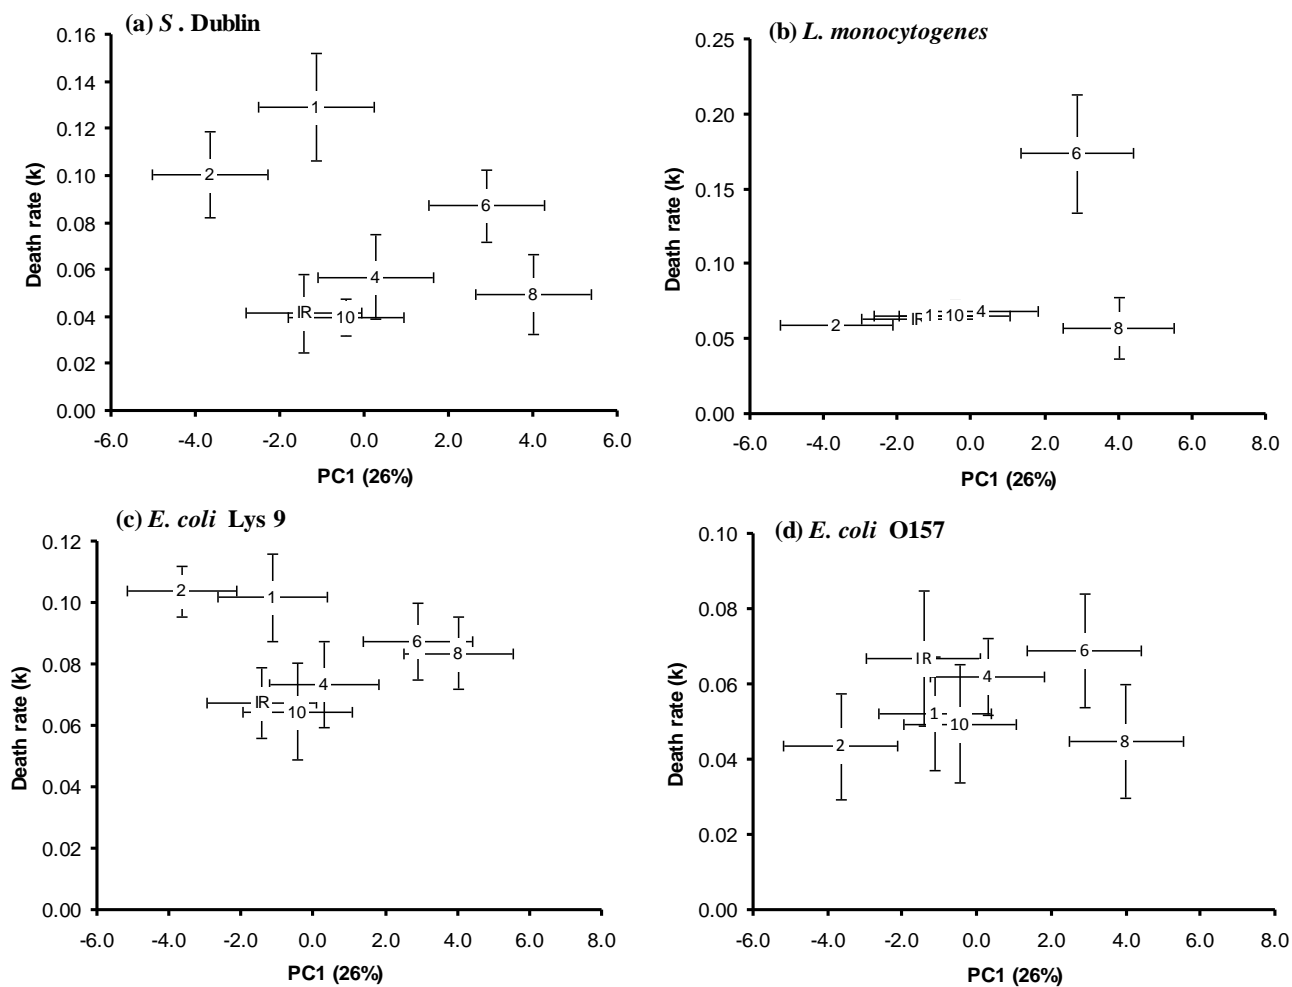 (a) S . Dublin
0.16
0.14
0.12
0.10
0.08
0.06
0.04
0.02
0.00
Death rate (k)
1
2
6
4
8
IR
10
-6.0 -4.0 -2.0 0.0 2.0 4.0 6.0
PC1 (26%)
(b) L. monocytogenes
0.25
0.20
0.15
0.10
0.05
0.00
Death rate (k)
6
2
IR
1
10
4
8
-6.0 -4.0 -2.0 0.0 2.0 4.0 6.0 8.0
PC1 (26%)
(c) E. coli Lys 9
0.12
0.10
0.08
0.06
0.04
0.02
0.00
Death rate (k)
2
1
6
8
4
IR
10
-6.0 -4.0 -2.0 0.0 2.0 4.0 6.0 8.0
PC1 (26%)
(d) E. coli O157
0.10
0.08
0.06
0.04
0.02
0.00
Death rate (k)
IR
6
4
1
10
2
8
-6.0 -4.0 -2.0 0.0 2.0 4.0 6.0 8.0
PC1 (26%)